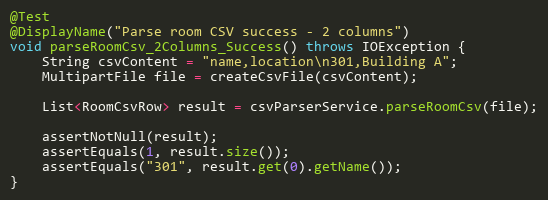 @Test
@DisplayName("Parse room CSV success - 2 columns")
void parseRoomCsv_2Columns_Success() throws IOException {
    String csvContent = "name,location\n301,Building A";
    MultipartFile file = createCsvFile(csvContent);

    List<RoomCsvRow> result = csvParserService.parseRoomCsv(file);

    assertNotNull(result);
    assertEquals(1, result.size());
    assertEquals("301", result.get(0).getName());
}